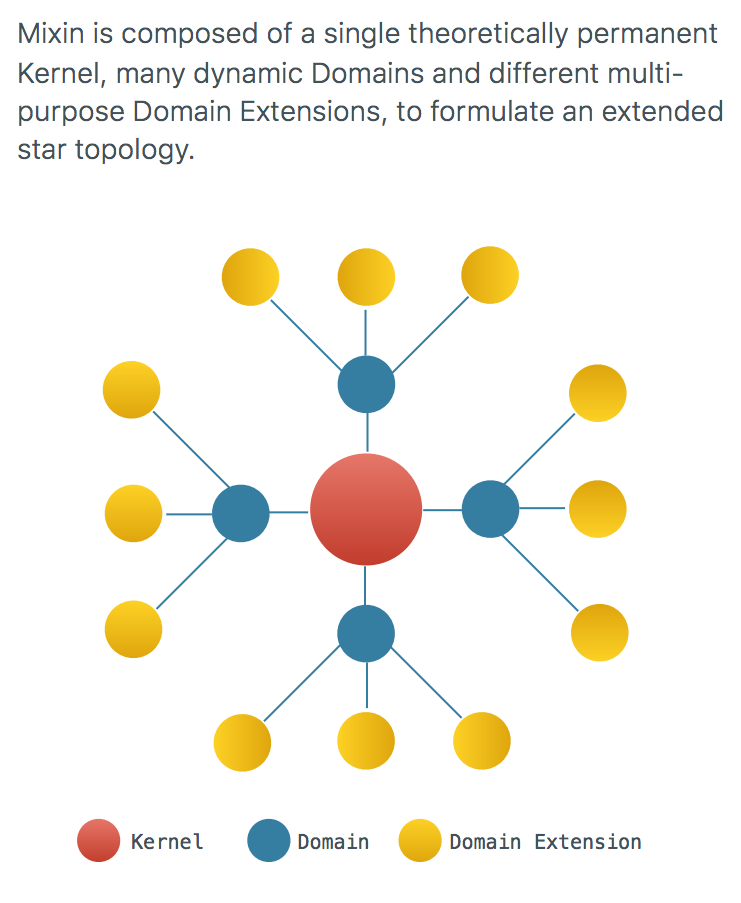 Mixin is composed of a single theoretically permanent
Kernel, many dynamic Domains and different multi-
purpose Domain Extensions, to formulate an extended
star topology.
Kernel
Domain
Domain Extension